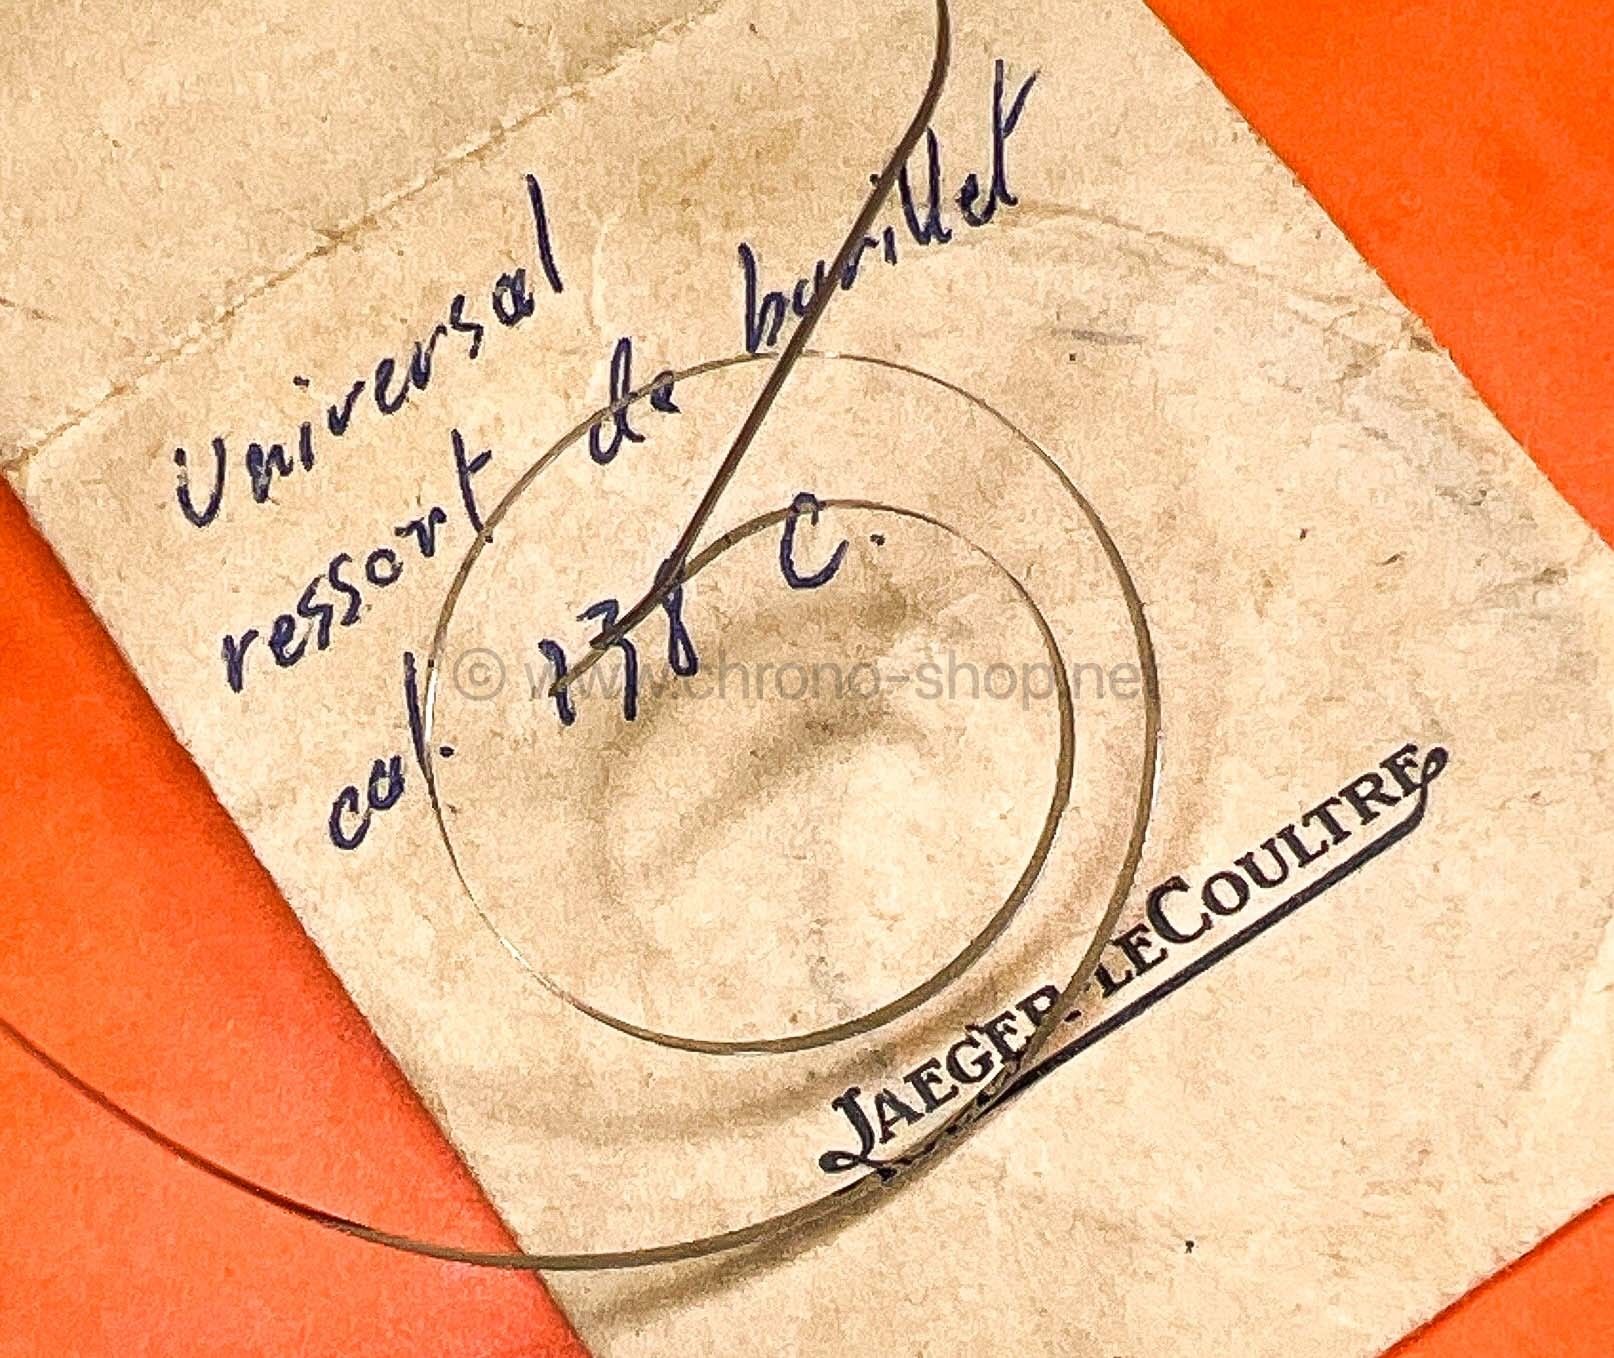 Universal
ressort de barillet
cal. 138 C.
© www.chrono-shop.net
JAEGER-LECOULTRE